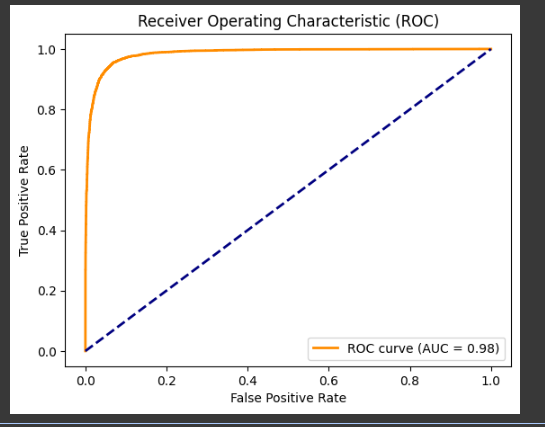 Receiver Operating Characteristic (ROC)
True Positive Rate
1.0
0.8
0.6
0.4
0.2
0.0
ROC curve (AUC = 0.98)
0.0 0.2 0.4 0.6 0.8 1.0
False Positive Rate